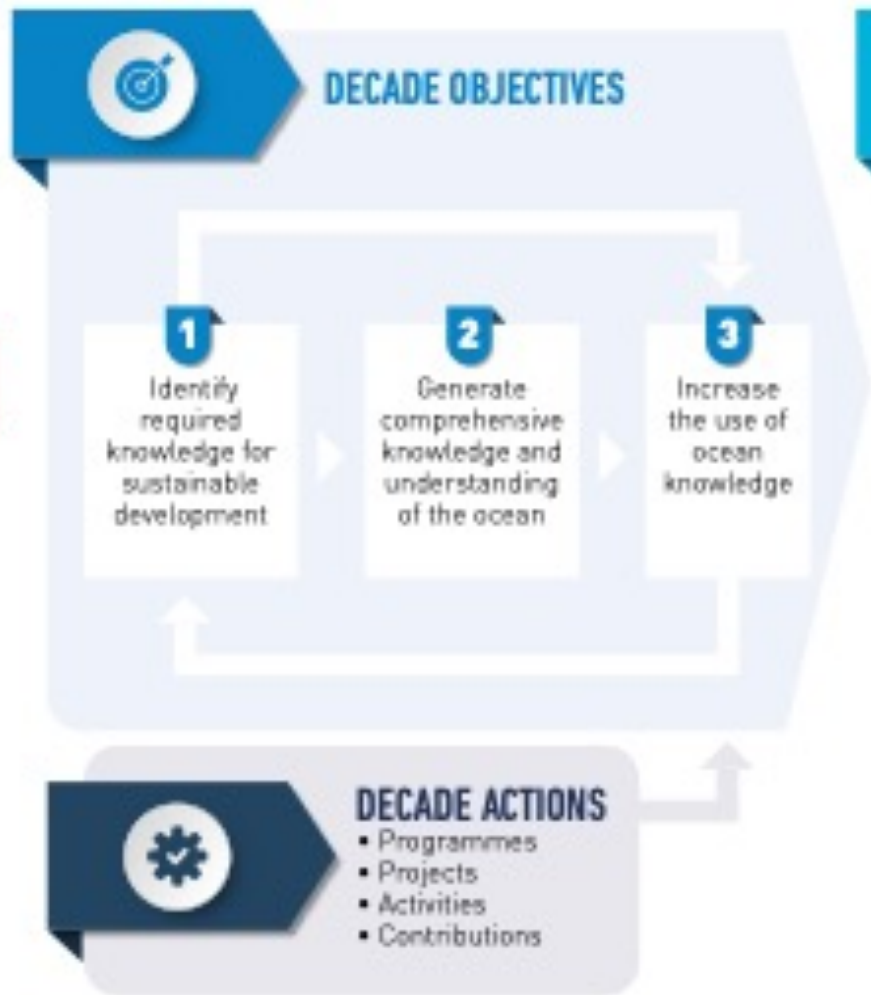 DECADE OBJECTIVES
1
Identify
required
knowledge for
sustainable
development
2
Generate
comprehensive
knowledge and
understanding
of the ocean
3
Increase
the use of
ocean
knowledge
DECADE ACTIONS
▪ Programmes
▪ Projects
▪ Activities
▪ Contributions